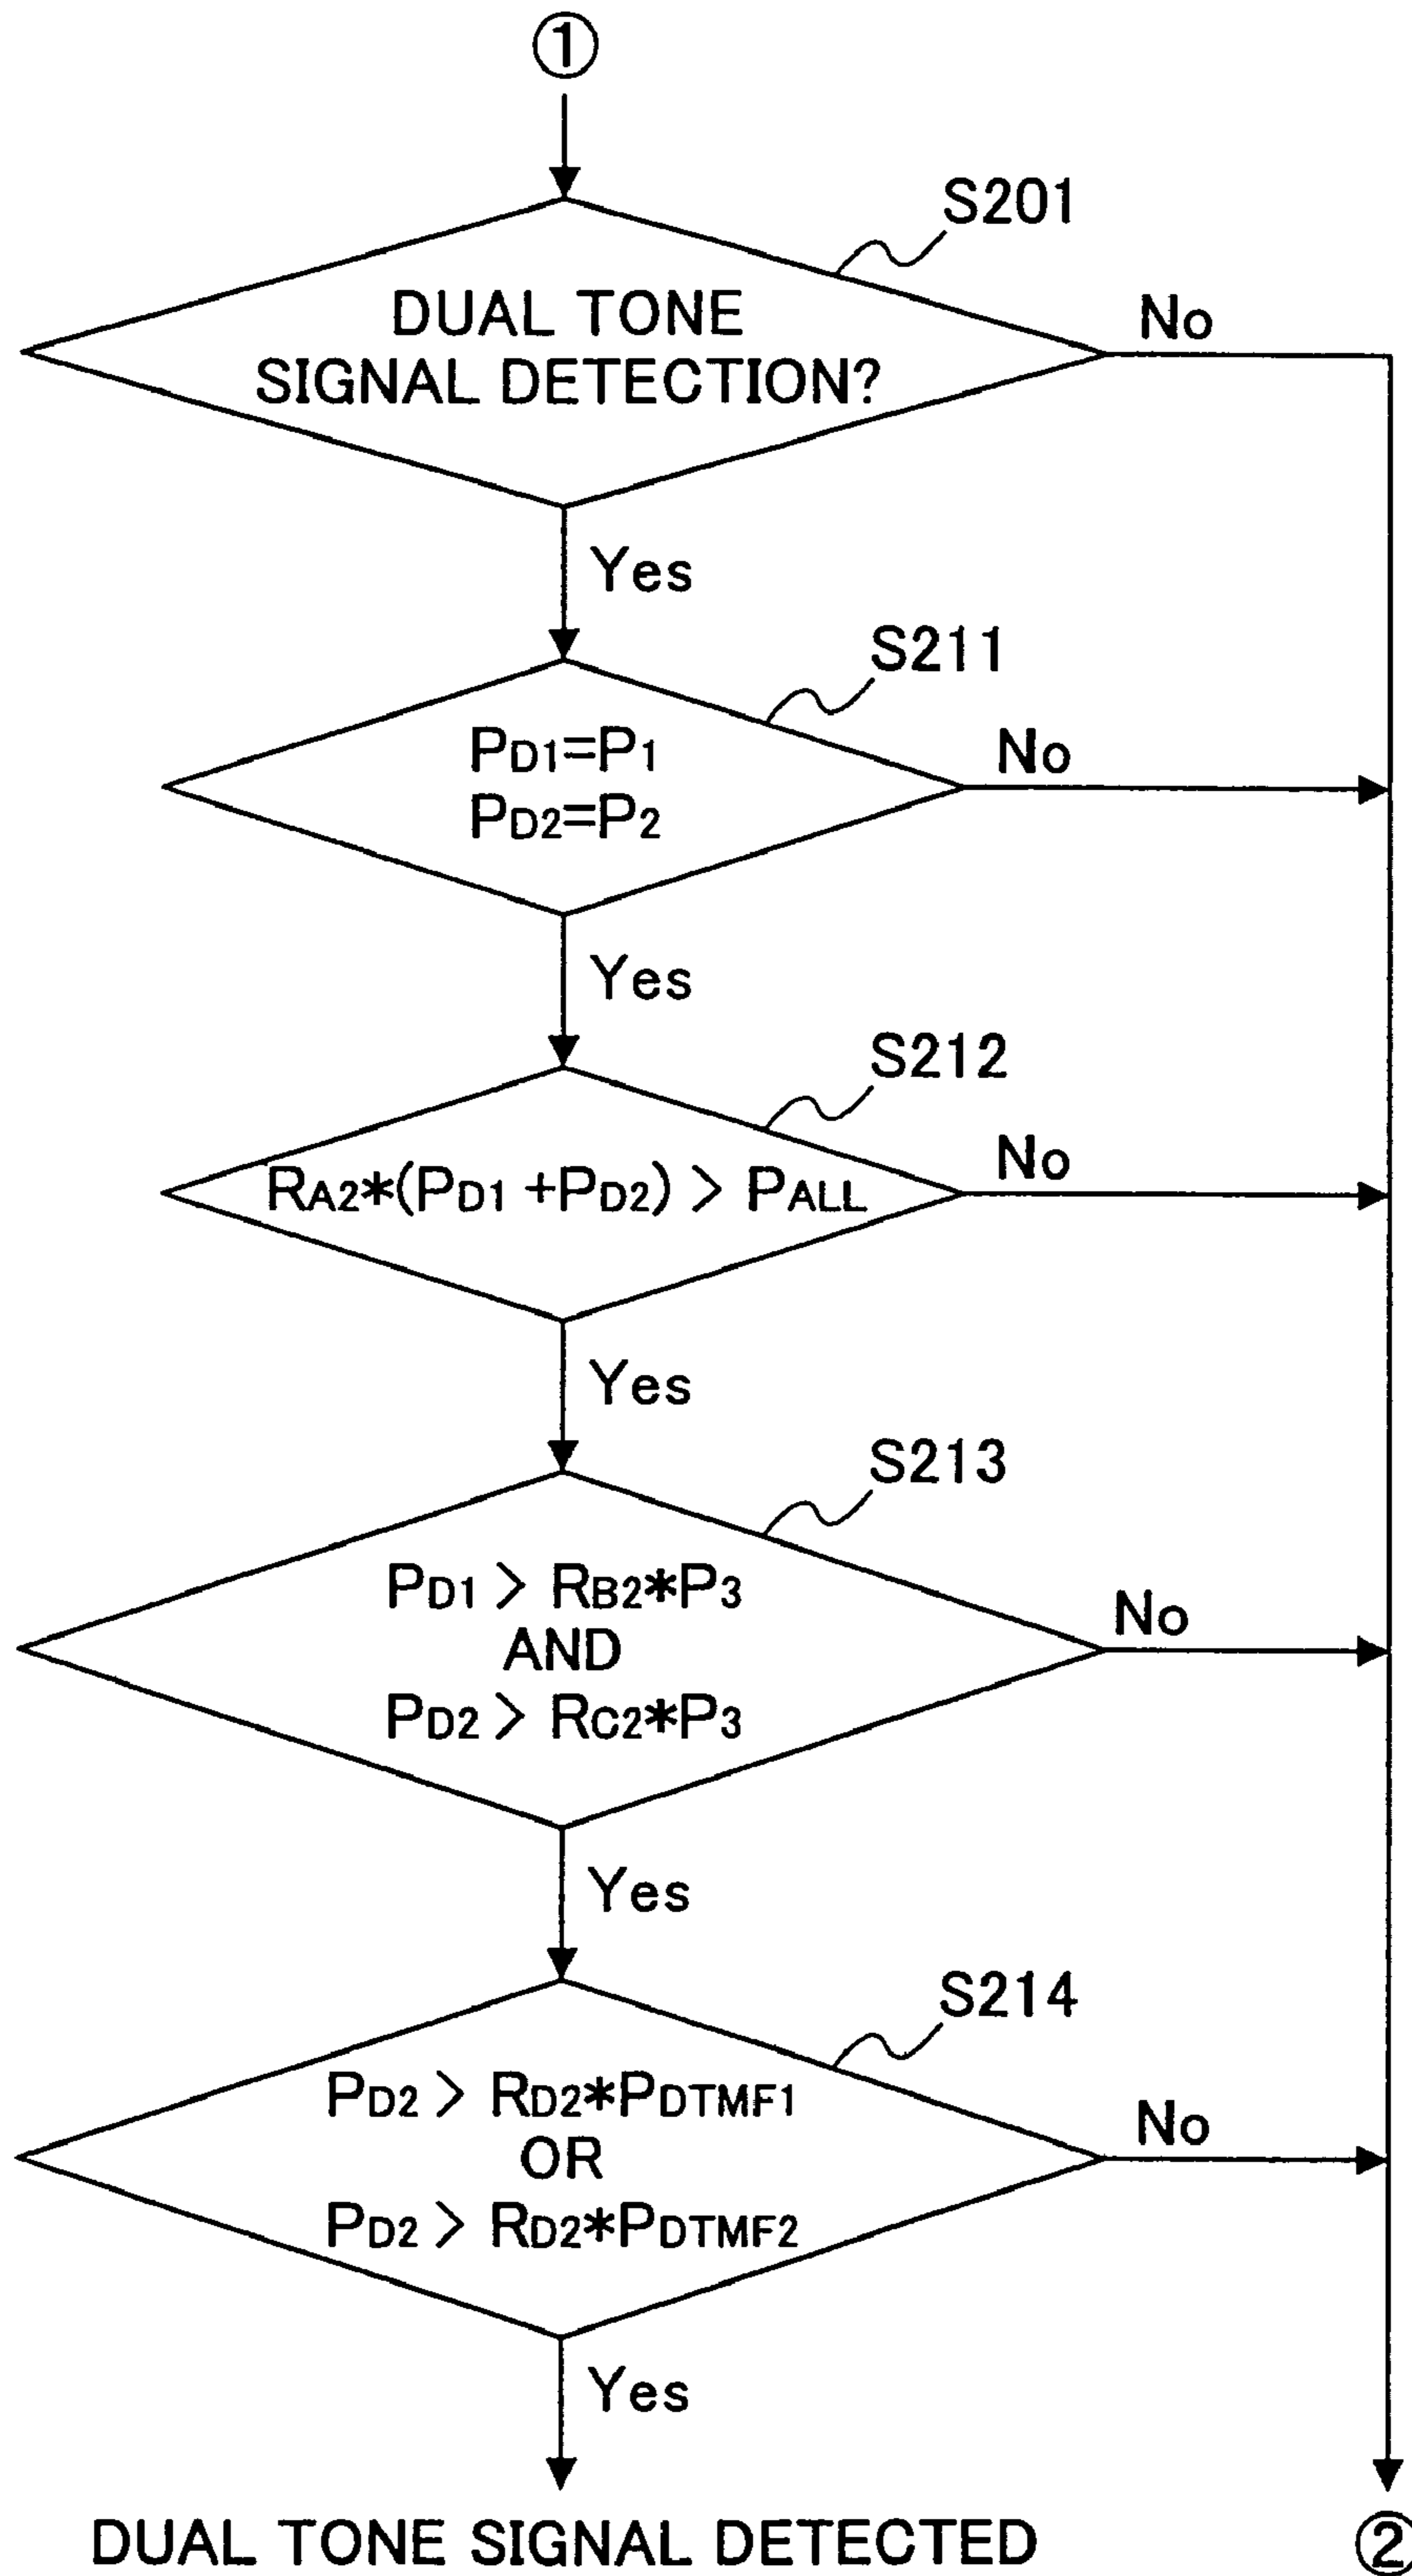 ①
S201
DUAL TONE
SIGNAL DETECTION?
No
Yes
S211
PD1=P1
PD2=P2
No
Yes
S212
RA2*(PD1+PD2) > PALL
No
Yes
S213
PD1 > RB2*P3
AND
PD2 > RC2*P3
No
Yes
S214
PD2 > RD2*PDTMF1
OR
PD2 > RD2*PDTMF2
No
Yes
DUAL TONE SIGNAL DETECTED
②